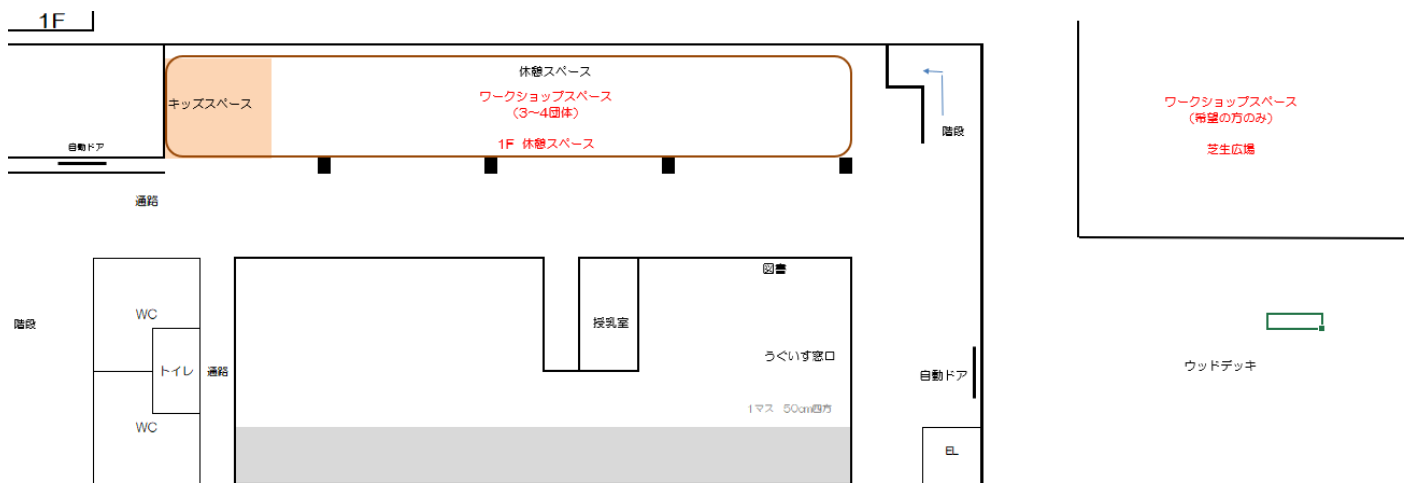 1F
休憩スペース
キッズスペース
ワークショップスペース
(3～4団体)
1F 休憩スペース
階段
自動ドア
通路
ワークショップスペース
(希望の方のみ)
芝生広場
図書
WC
階段
授乳室
トイレ
通路
うぐいす窓口
自動ドア
ウッドデッキ
1マス 50cm四方
WC
EL